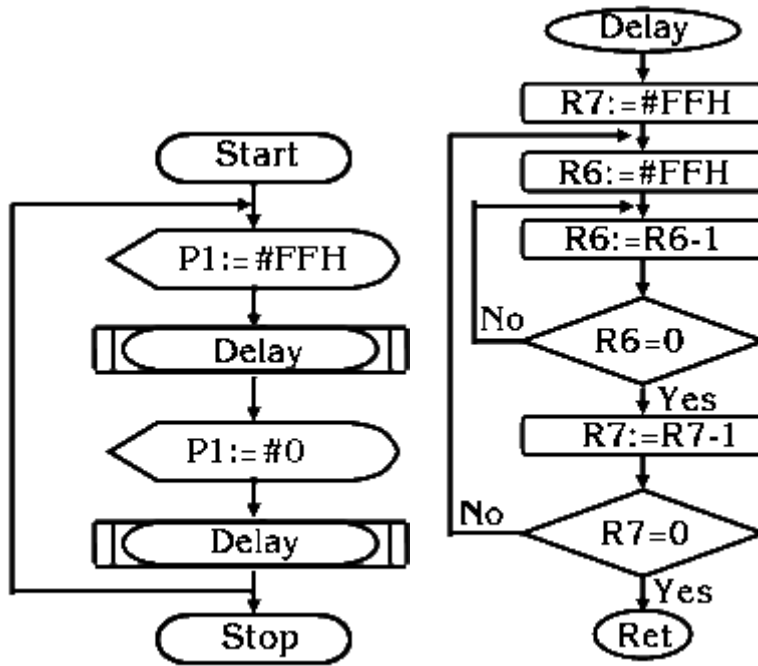 Start
P1:=#FFH
Delay
P1:=#0
Delay
Stop
Delay
R7:=#FFH
R6:=#FFH
R6:=R6-1
R6=0
No
Yes
R7:=R7-1
R7=0
No
Yes
Ret